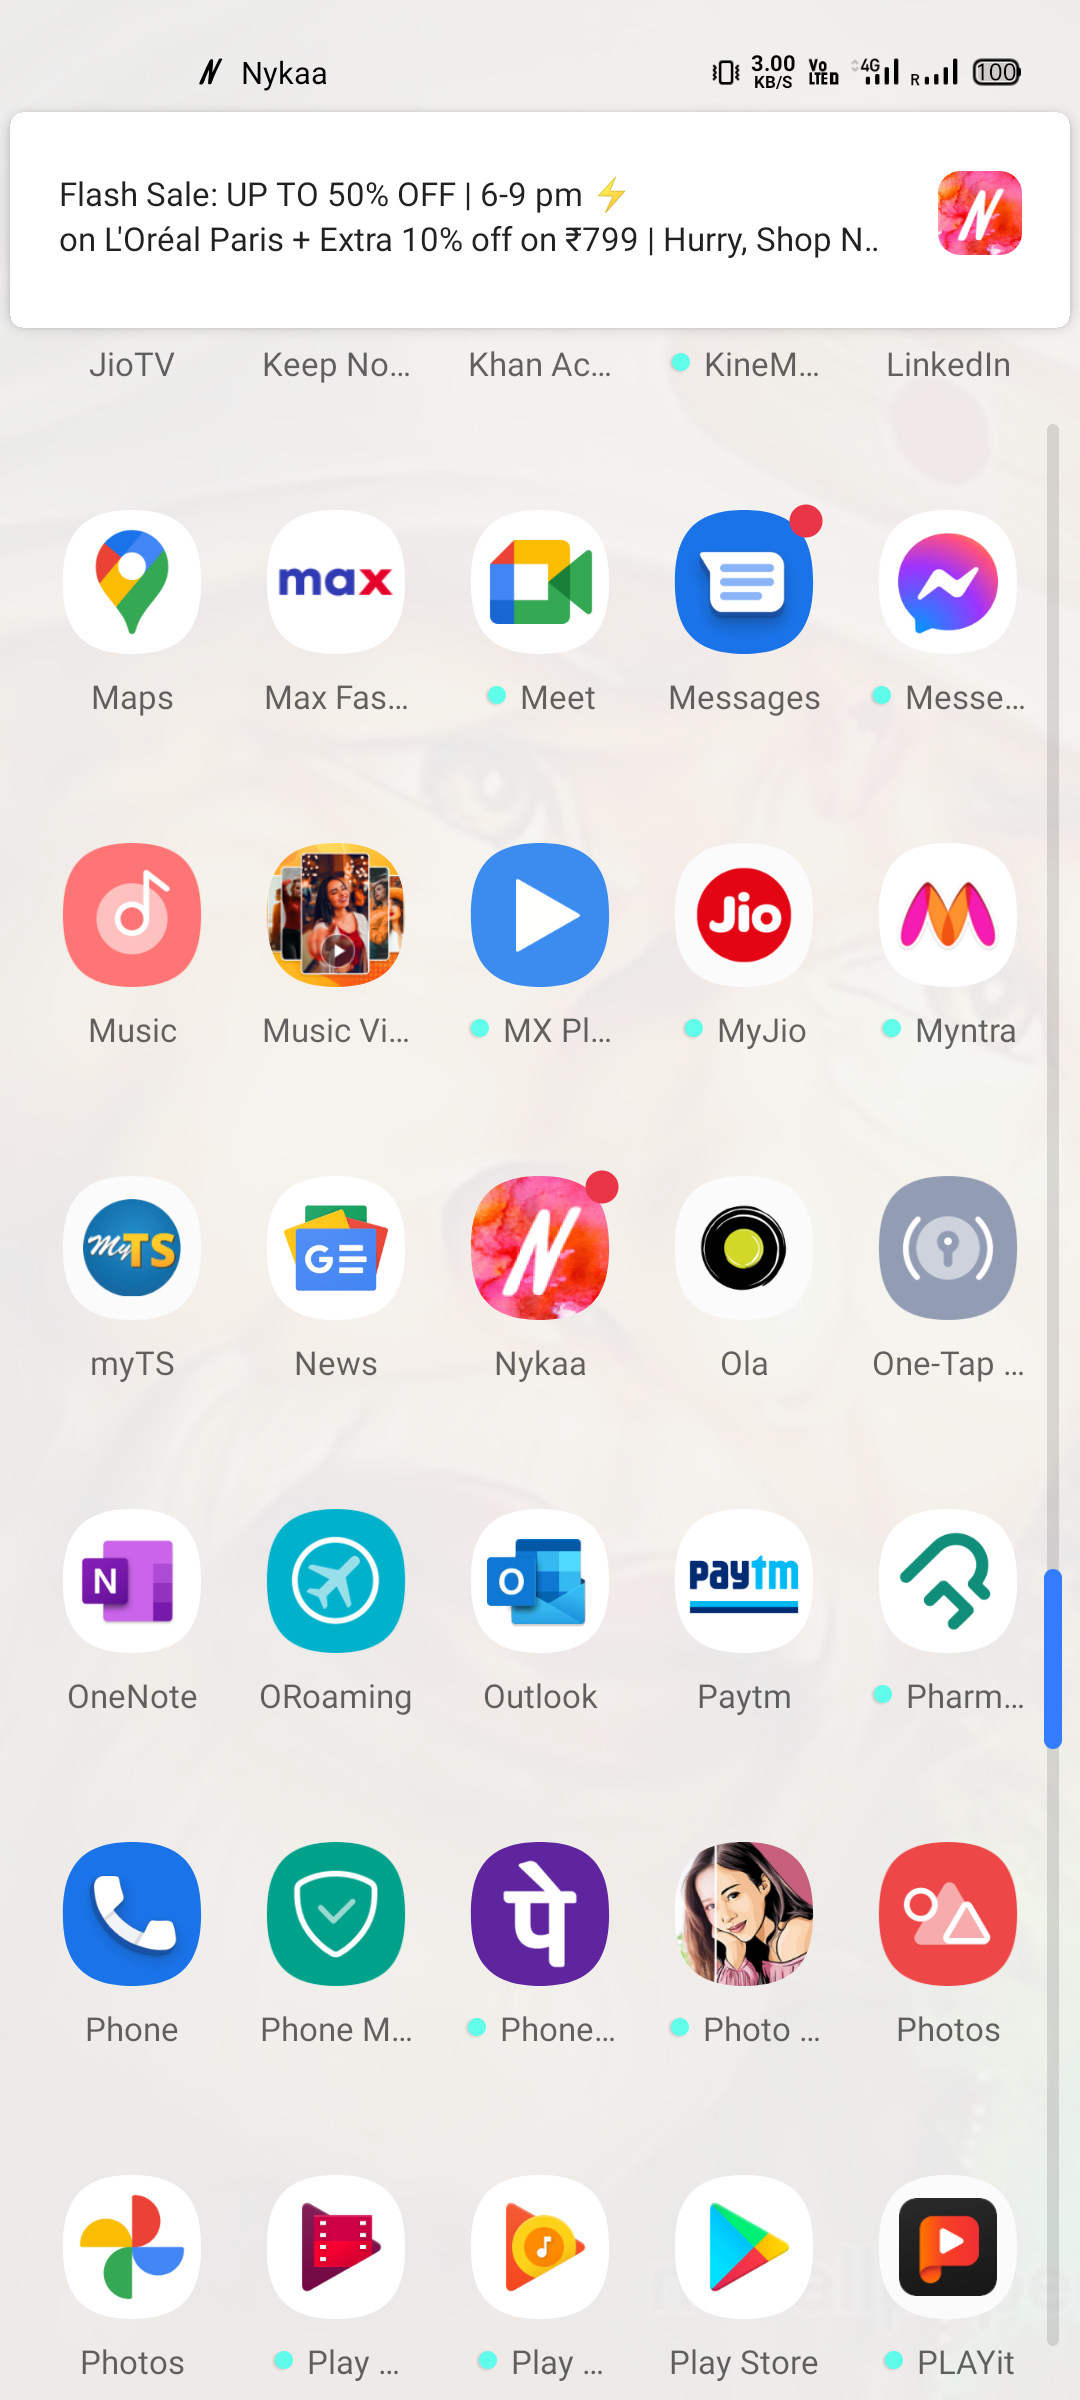 Nykaa
3.00 KB/S Vo LTED 4G R 100
Flash Sale: UP TO 50% OFF | 6-9 pm ⚡
on L'Oréal Paris + Extra 10% off on ₹799 | Hurry, Shop N..
JioTV Keep No... Khan Ac... KineM... LinkedIn
max
Maps Max Fas... Meet Messages Messe...
Jio
Music Music Vi... MX Pl... MyJio Myntra
MyTS GE N
myTS News Nykaa Ola One-Tap ...
N O paytm
OneNote ORoaming Outlook Paytm Pharm...
पे
Phone Phone M... Phone... Photo ... Photos
Photos Play ... Play ... Play Store PLAYit